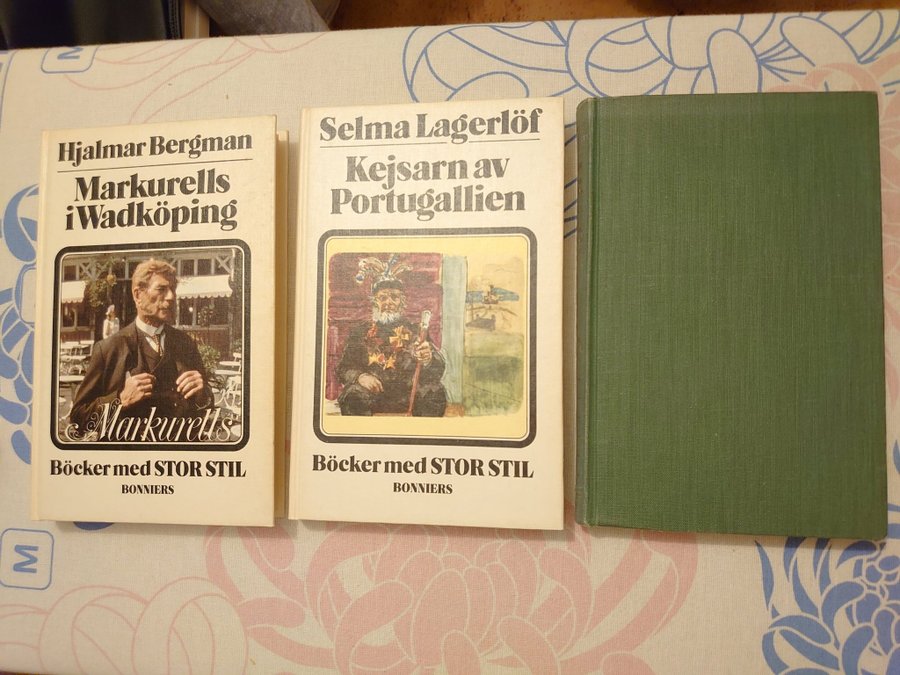 Hjalmar Bergman
Markurells
i Wadköping
Markurells
Böcker med STOR STIL
BONNIERS
Selma Lagerlöf
Kejsarn av
Portugallien
Böcker med STOR STIL
BONNIERS
M
M